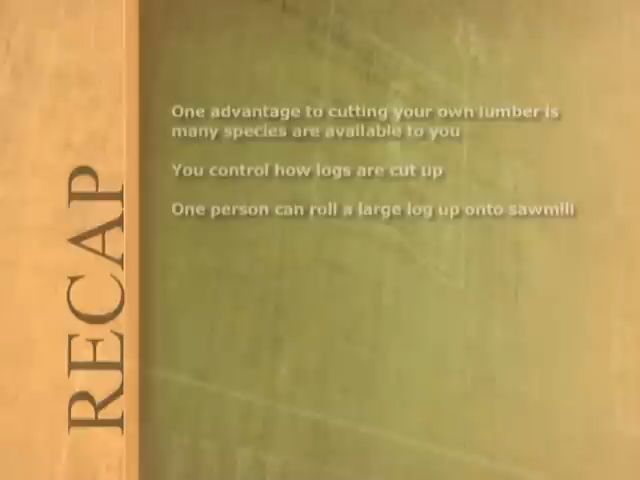 RECAP
One advantage to cutting your own lumber is
many species are available to you
You control how logs are cut up
One person can roll a large log up onto sawmill